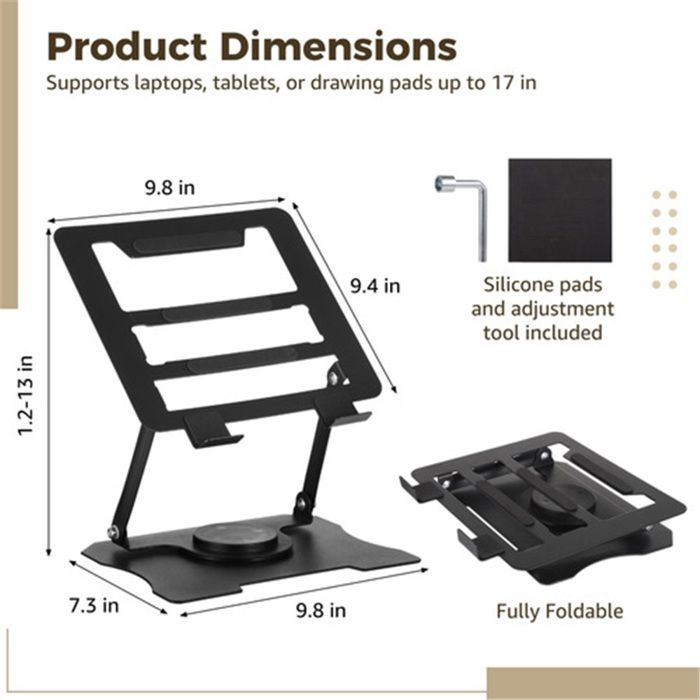 Product Dimensions
Supports laptops, tablets, or drawing pads up to 17 in
9.8 in
9.4 in
1.2-13 in
7.3 in
9.8 in
Silicone pads
and adjustment
tool included
Fully Foldable